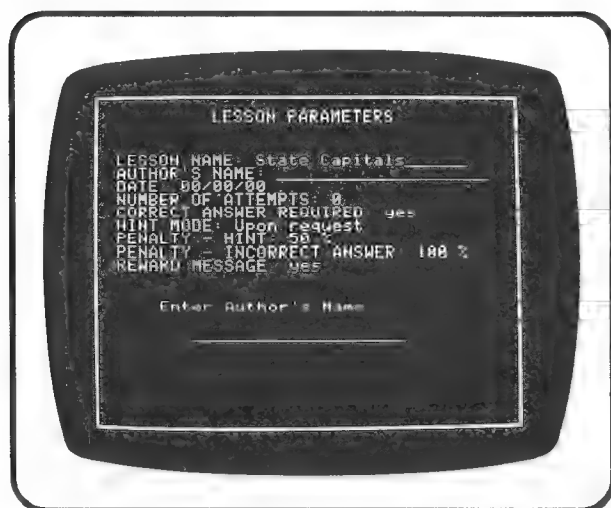 LESSON PARAMETERS
LESSON NAME: State Capitals
AUTHOR'S NAME:
DATE: 00/00/00
NUMBER OF ATTEMPTS: 0
CORRECT ANSWER REQUIRED: yes
HINT MODE: Upon request
PENALTY - HINT: 50 %
PENALTY - INCORRECT ANSWER: 100 %
REWARD MESSAGE: yes
Enter Author's Name